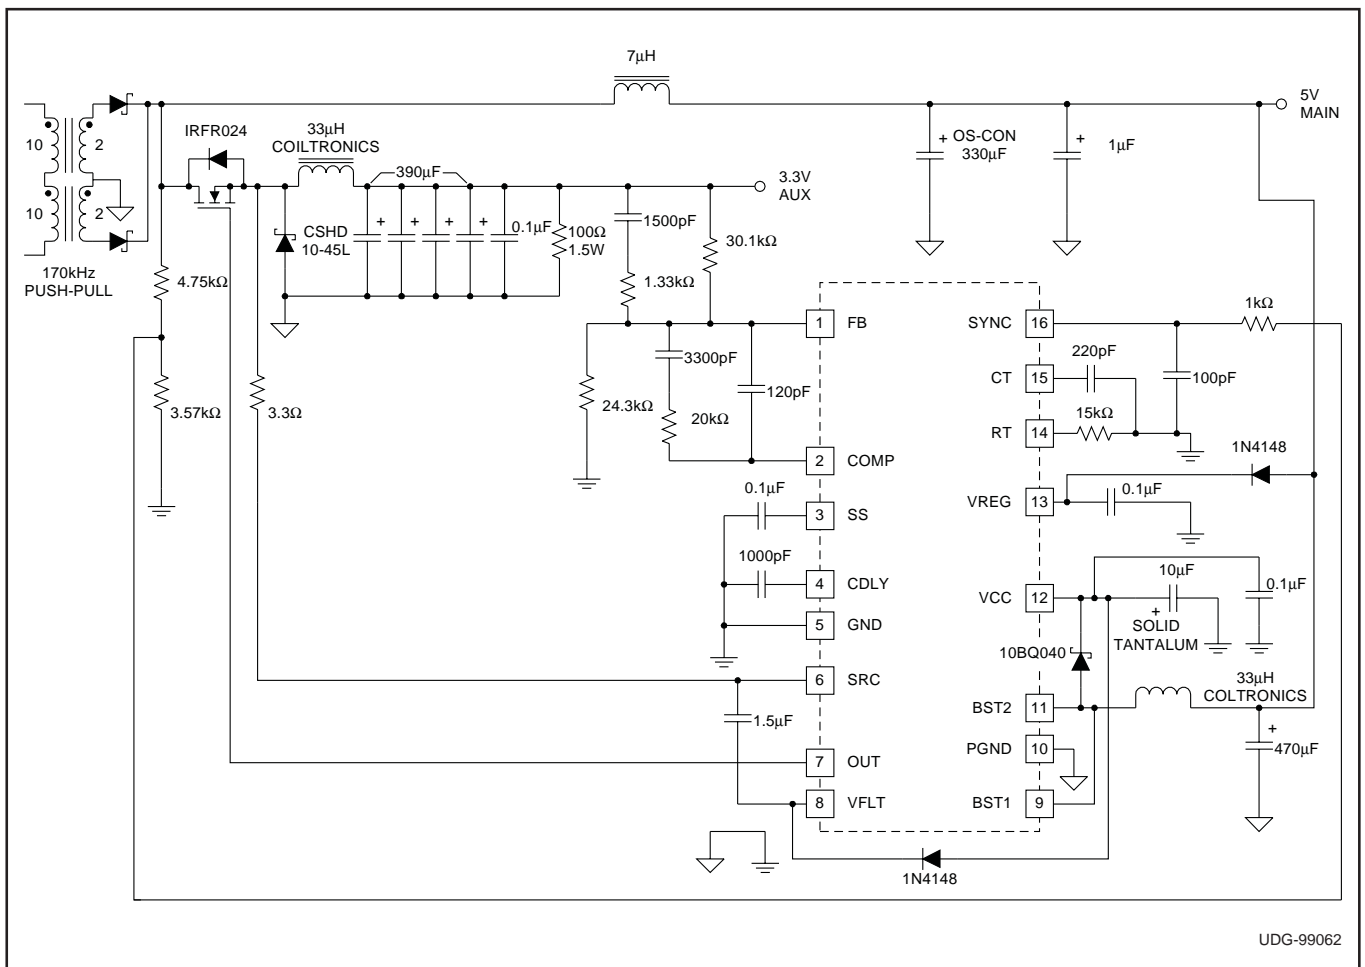 7µH
5V
MAIN
IRFR024
33µH
COILTRONICS
OS-CON
+ 330µF
+ 1µF
10
2
390µF
3.3V
AUX
10
2
+ + + +
0.1µF
100Ω
1.5W
1500pF
30.1kΩ
CSHD
10-45L
170kHz
PUSH-PULL
4.75kΩ
1.33kΩ
1kΩ
1 FB
SYNC 16
3300pF
220pF
CT 15
100pF
120pF
24.3kΩ
20kΩ
3.57kΩ
3.3Ω
15kΩ
RT 14
1N4148
2 COMP
0.1µF
0.1µF
VREG 13
3 SS
1000pF
10µF
4 CDLY
VCC 12
0.1µF
+
SOLID
TANTALUM
5 GND
10BQ040
6 SRC
33µH
COLTRONICS
BST2 11
1.5µF
+
470µF
PGND 10
7 OUT
8 VFLT
BST1 9
1N4148
UDG-99062